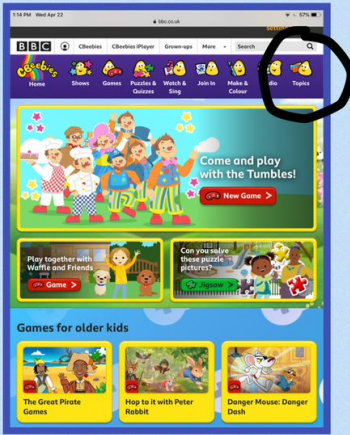 1:14 PM Wed Apr 22
57%
bbc.co.uk
BBC
CBeebies
CBeebies iPlayer
Grown-ups
More
Search
CBeebies
Home
Shows
Games
Puzzles &
Quizzes
Watch &
Sing
Join In
Make &
Colour
Topics
Come and play
with the Tumbles!
New Game >
Play together with
Waffle and Friends
Game >
Can you solve
these puzzle
pictures?
Jigsaw >
Games for older kids
The Great Pirate
Games
Hop to it with Peter
Rabbit
Danger Mouse: Danger
Dash